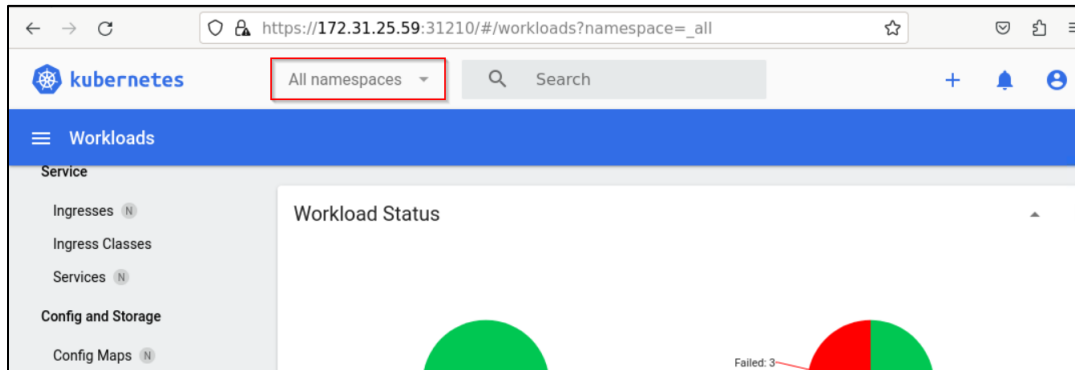 https://172.31.25.59:31210/#/workloads?namespace=_all
kubernetes
All namespaces
Search
Workloads
Service
Ingresses N
Ingress Classes
Services N
Config and Storage
Config Maps N
Workload Status
Failed: 3